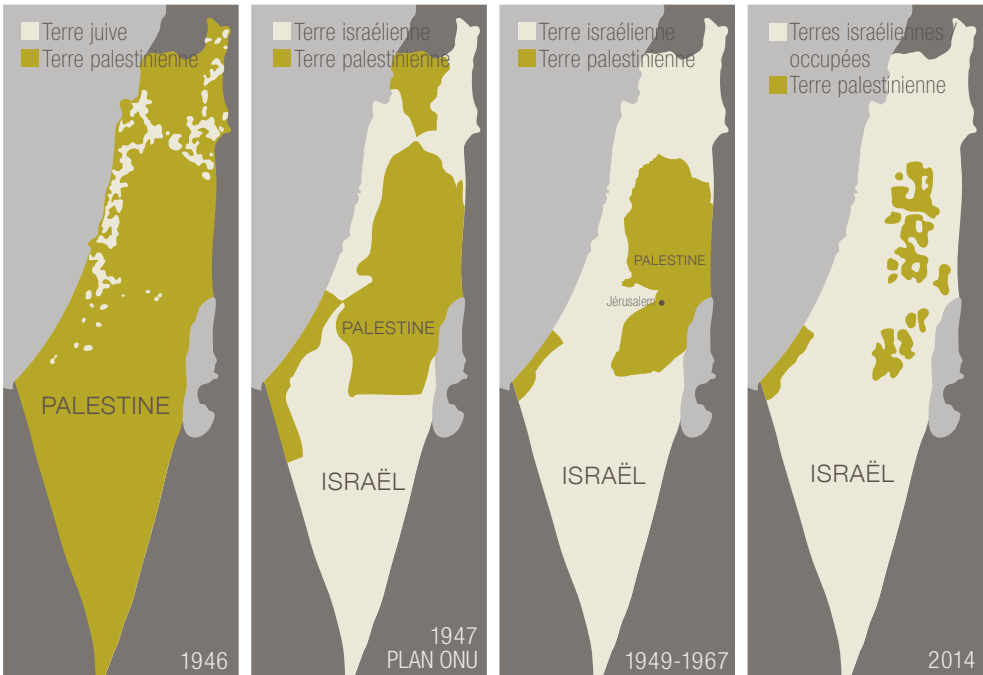 Terre juive
Terre palestinienne
PALESTINE
1946
Terre israélienne
Terre palestinienne
PALESTINE
ISRAËL
1947
PLAN ONU
Terre israélienne
Terre palestinienne
PALESTINE
Jérusalem
ISRAËL
1949-1967
Terres israéliennes /
occupées
Terre palestinienne
ISRAËL
2014